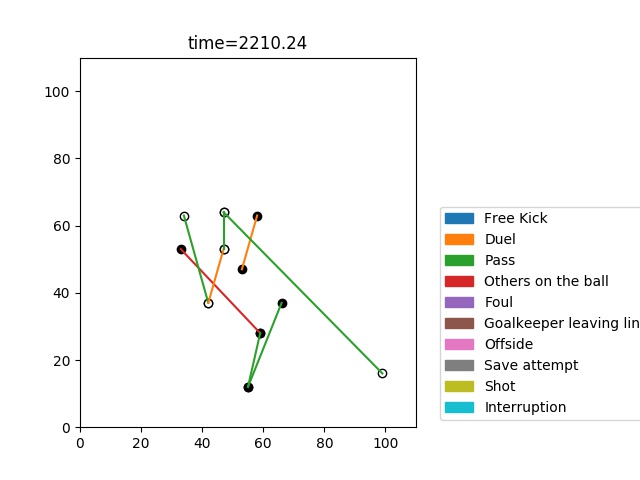 time=2210.24
100
80
60
40
20
0
0 20 40 60 80 100
Free Kick
Duel
Pass
Others on the ball
Foul
Goalkeeper leaving lin
Offside
Save attempt
Shot
Interruption